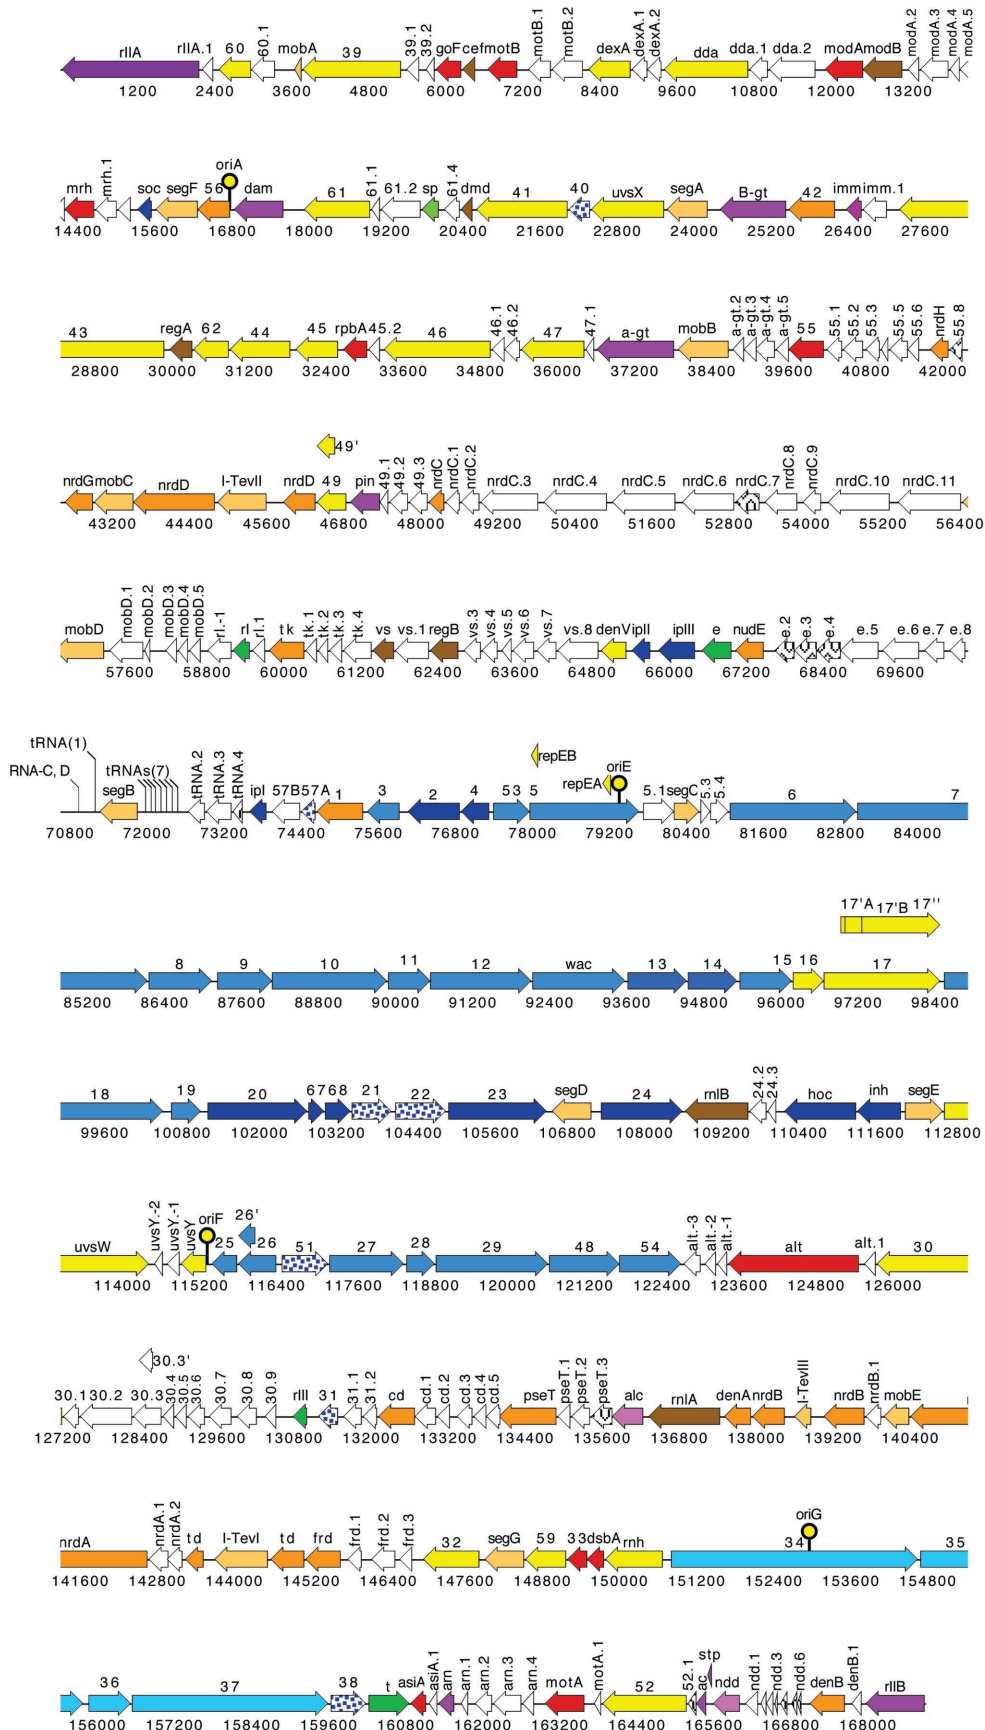 rIIA rIIA.1 60 60.1 mobA 39 39.1 39.2 goF cef motB motB.1 motB.2 dexA dexA.1 dexA.2 dda dda.1 dda.2 modA modB modA.2 modA.3 modA.4 modA.5
1200 2400 3600 4800 6000 7200 8400 9600 10800 12000 13200
oriA
mrh mrh.1 soc segF 56 dam 61 61.1 61.2 sp 61.4 dmd 41 40 uvsX segA B-gt 42 imm imm.1
14400 15600 16800 18000 19200 20400 21600 22800 24000 25200 26400 27600
43 regA 62 44 45 rpbA 45.2 46 46.1 46.2 47 47.1 a-gt mobB a-gt.2 a-gt.3 a-gt.4 a-gt.5 55 55.1 55.2 55.3 55.5 55.6 nrdH 55.8
28800 30000 31200 32400 33600 34800 36000 37200 38400 39600 40800 42000
49'
nrdG mobC nrdD I-TevII nrdD 49 pin 49.1 49.2 49.3 nrdC nrdC.1 nrdC.2 nrdC.3 nrdC.4 nrdC.5 nrdC.6 nrdC.7 nrdC.8 nrdC.9 nrdC.10 nrdC.11
43200 44400 45600 46800 48000 49200 50400 51600 52800 54000 55200 56400
mobD mobD.1 mobD.2 mobD.3 mobD.4 mobD.5 rI.-1 rI rI.1 tk tk.1 tk.2 tk.3 tk.4 vs vs.1 regB vs.3 vs.4 vs.5 vs.6 vs.7 vs.8 denV ipII ipIII e nudE e.2 e.3 e.4 e.5 e.6 e.7 e.8
57600 58800 60000 61200 62400 63600 64800 66000 67200 68400 69600
tRNA(1)
RNA-C, D tRNAs(7) repEB
repEA oriE
segB tRNA.2 tRNA.3 tRNA.4 ipI 57B 57A 1 3 2 4 53 5 5.1 segC 5.3 5.4 6 7
70800 72000 73200 74400 75600 76800 78000 79200 80400 81600 82800 84000
17'A 17'B 17''
8 9 10 11 12 wac 13 14 15 16 17
85200 86400 87600 88800 90000 91200 92400 93600 94800 96000 97200 98400
18 19 20 67 68 21 22 23 segD 24 rnlB 24.2 24.3 hoc inh segE
99600 100800 102000 103200 104400 105600 106800 108000 109200 110400 111600 112800
oriF 26'
uvsW uvsY.-2 uvsY.-1 uvsY 25 26 51 27 28 29 48 54 alt.-3 alt.-2 alt.-1 alt alt.1 30
114000 115200 116400 117600 118800 120000 121200 122400 123600 124800 126000
30.3'
30.1 30.2 30.3 30.4 30.5 30.6 30.7 30.8 30.9 rIII 31 31.1 31.2 cd cd.1 cd.2 cd.3 cd.4 cd.5 pseT pseT.1 pseT.2 pseT.3 alc rnlA denA nrdB I-TevIII nrdB nrdB.1 mobE
127200 128400 129600 130800 132000 133200 134400 135600 136800 138000 139200 140400
oriG
nrdA nrdA.1 nrdA.2 td I-TevI td frd frd.1 frd.2 frd.3 32 segG 59 33 dsbA rnh 34 35
141600 142800 144000 145200 146400 147600 148800 150000 151200 152400 153600 154800
stp
36 37 38 t asiA asiA.1 arn arn.1 arn.2 arn.3 arn.4 motA motA.1 52 52.1 ac ndd ndd.1 ndd.3 ndd.6 denB denB.1 rIIB
156000 157200 158400 159600 160800 162000 163200 164400 165600 166800 168000